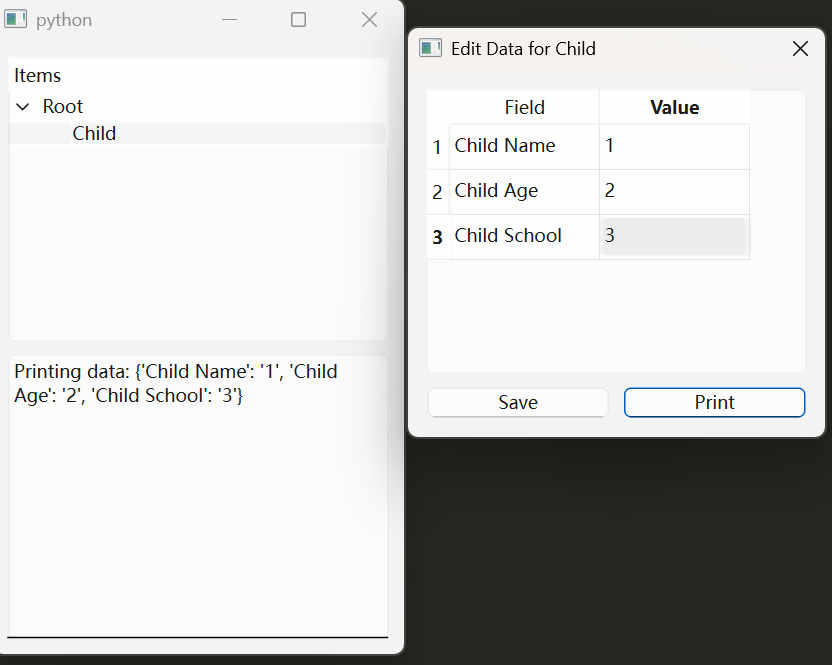 python
Items
Root
Child
Printing data: {'Child Name': '1', 'Child
Age': '2', 'Child School': '3'}
Edit Data for Child
Field Value
1 Child Name 1
2 Child Age 2
3 Child School 3
Save Print